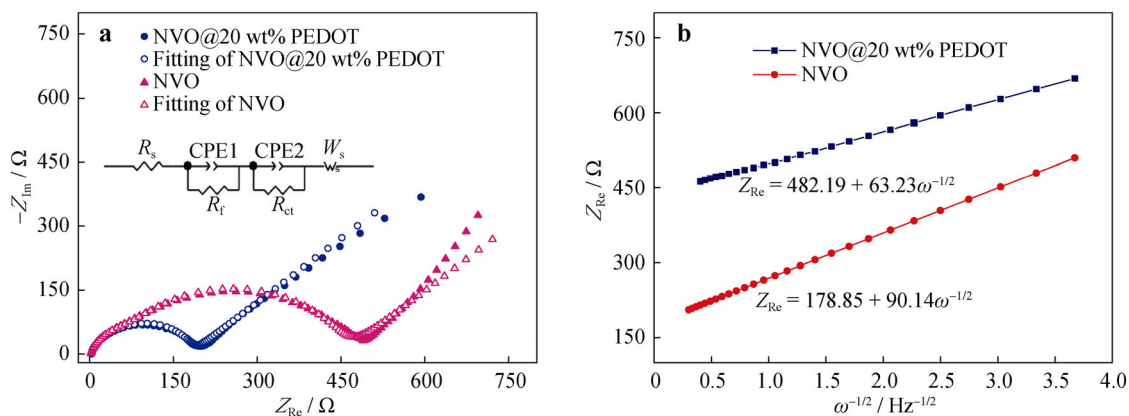 a
NVO@20 wt% PEDOT
Fitting of NVO@20 wt% PEDOT
NVO
Fitting of NVO
R_s
CPE1
CPE2
W_s
R_f
R_ct
750
600
450
300
150
0
−Z_Im / Ω
0
150
300
450
600
750
Z_Re / Ω
b
NVO@20 wt% PEDOT
NVO
Z_Re = 482.19 + 63.23ω^−1/2
Z_Re = 178.85 + 90.14ω^−1/2
750
600
450
300
150
Z_Re / Ω
0
0.5
1.0
1.5
2.0
2.5
3.0
3.5
4.0
ω^−1/2 / Hz^-1/2